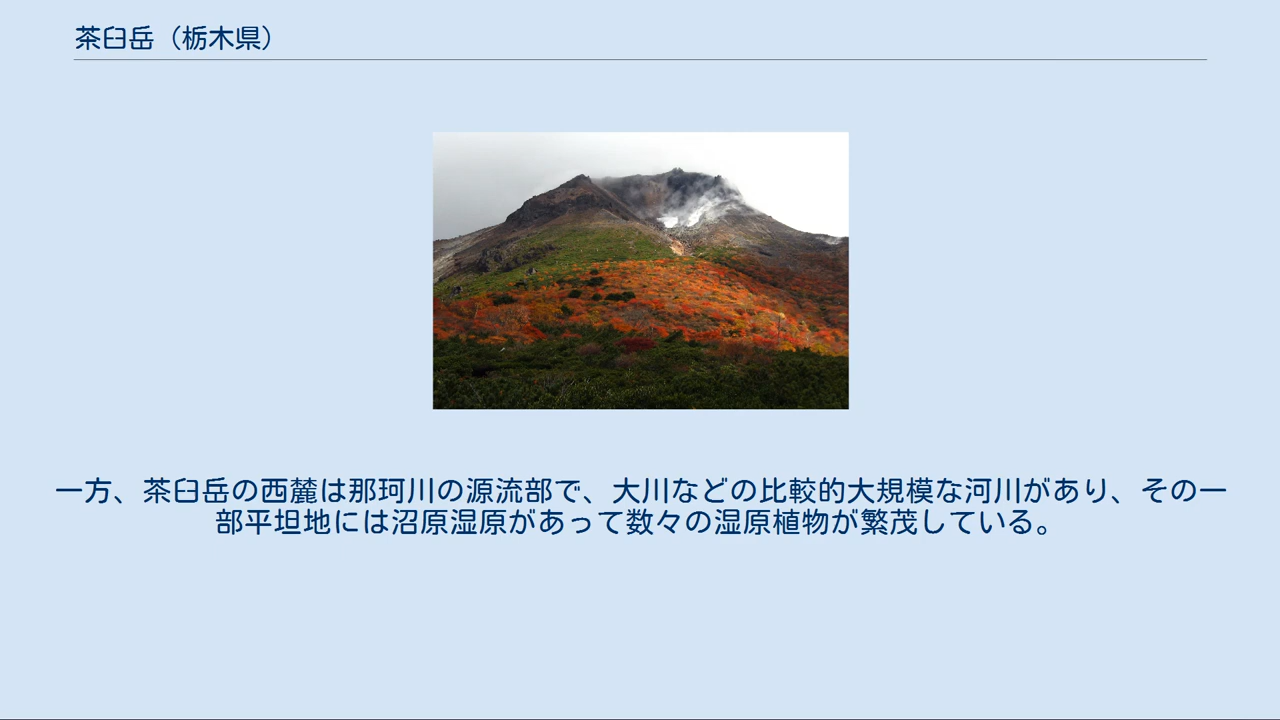 茶臼岳（栃木県）
一方、茶臼岳の西麓は那珂川の源流部で、大川などの比較的大規模な河川があり、その一
部平坦地には沼原湿原があって数々の湿原植物が繁茂している。